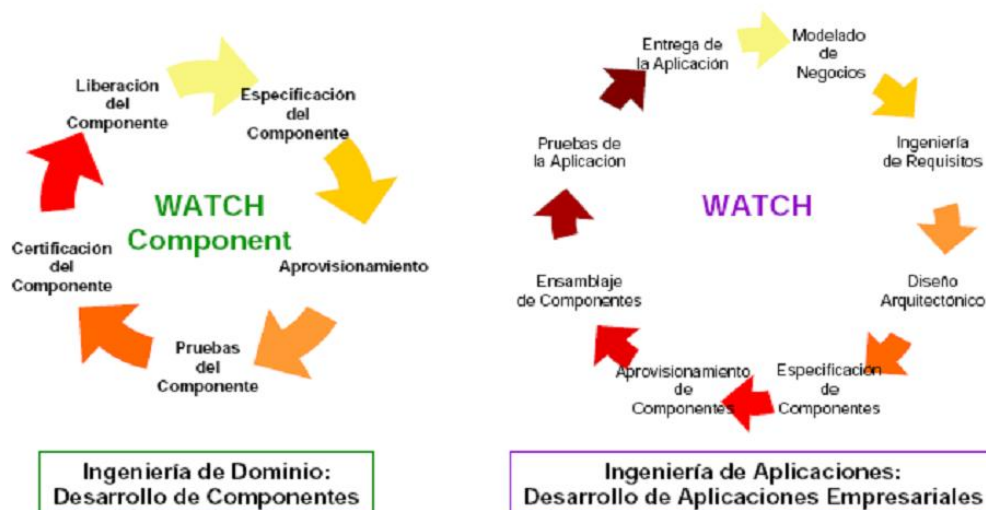 Liberación
del
Componente
Especificación
del
Componente
WATCH
Component
Certificación
del
Componente
Aprovisionamiento
Pruebas
del
Componente
Ingeniería de Dominio:
Desarrollo de Componentes
Entrega de
la Aplicación
Modelado
de
Negocios
Pruebas de
la Aplicación
Ingeniería
de Requisitos
WATCH
Ensamblaje
de Componentes
Diseño
Arquitectónico
Aprovisionamiento
de
Componentes
Especificación
de
Componentes
Ingeniería de Aplicaciones:
Desarrollo de Aplicaciones Empresariales